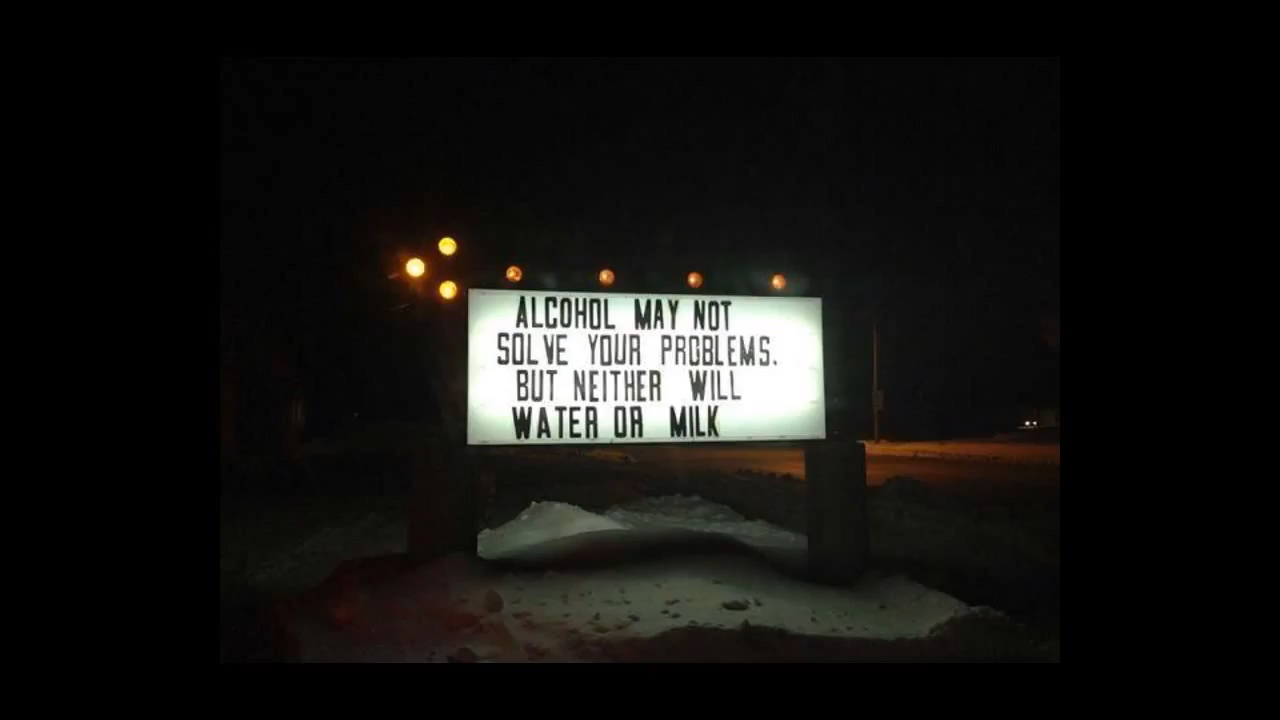 ALCOHOL MAY NOT
SOLVE YOUR PROBLEMS.
BUT NEITHER WILL
WATER OR MILK